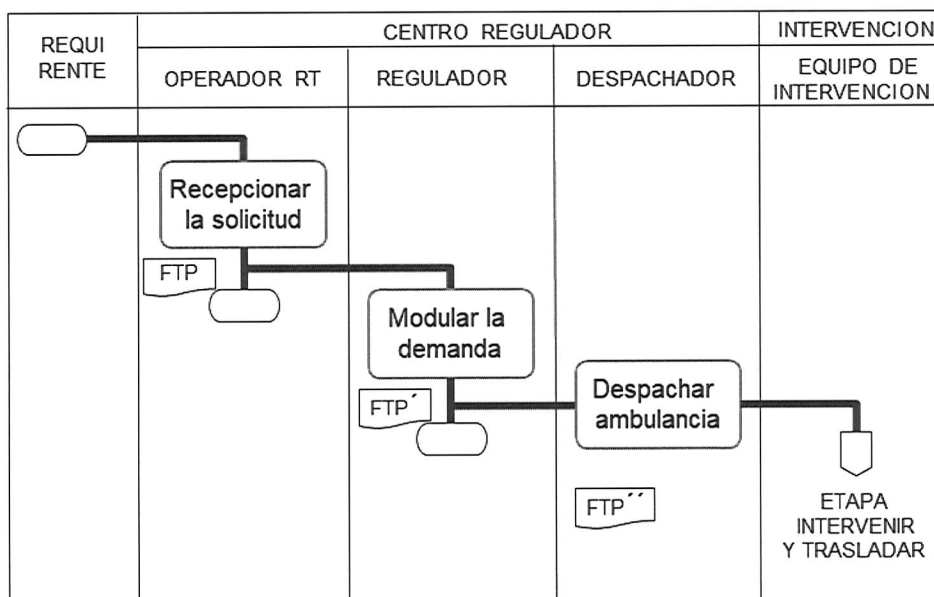 REQUI
RENTE
CENTRO REGULADOR
INTERVENCION
OPERADOR RT
REGULADOR
DESPACHADOR
EQUIPO DE
INTERVENCION
Recepcionar
la solicitud
FTP
Modular la
demanda
FTP´
Despachar
ambulancia
FTP´´
ETAPA
INTERVENIR
Y TRASLADAR